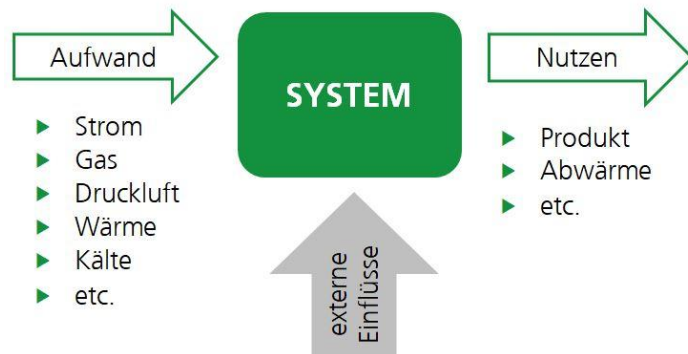 Aufwand
SYSTEM
Nutzen
Strom
Gas
Druckluft
Wärme
Kälte
etc.
Produkt
Abwärme
etc.
externe
Einflüsse